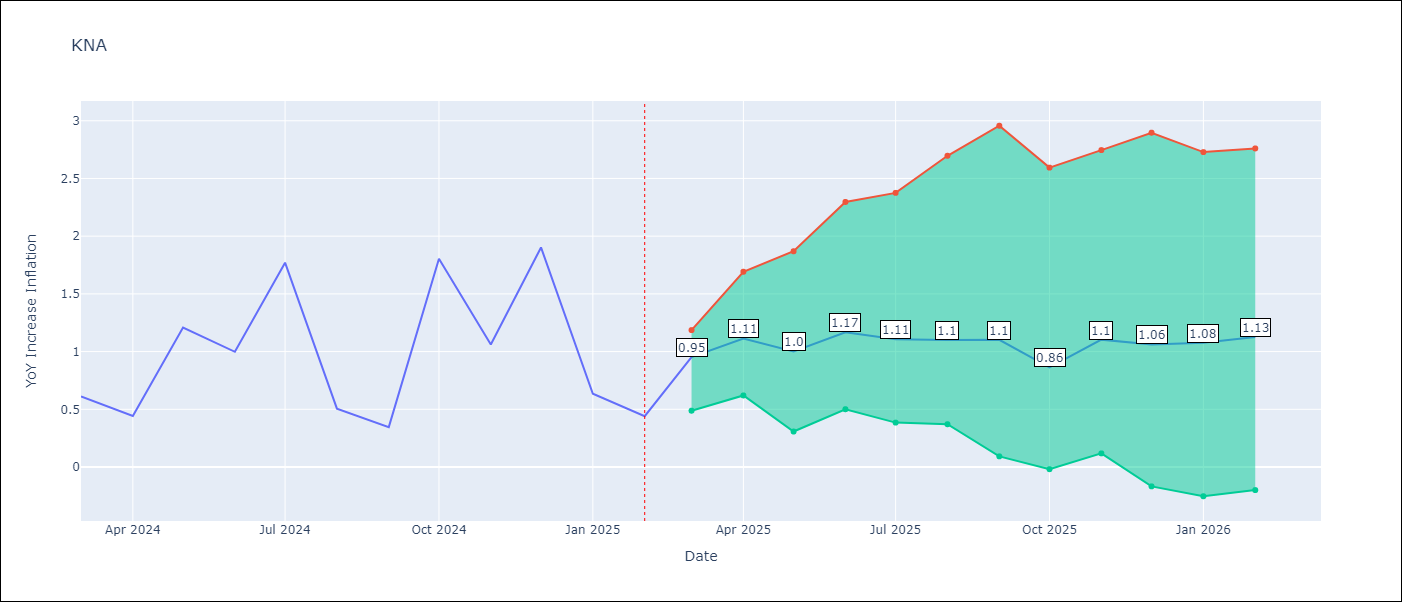 KNA
YoY Increase Inflation
3
2.5
2
1.5
1
0.5
0
0.95
1.11
1.0
1.17
1.11
1.1
1.1
0.86
1.1
1.06
1.08
1.13
Apr 2024
Jul 2024
Oct 2024
Jan 2025
Apr 2025
Jul 2025
Oct 2025
Jan 2026
Date